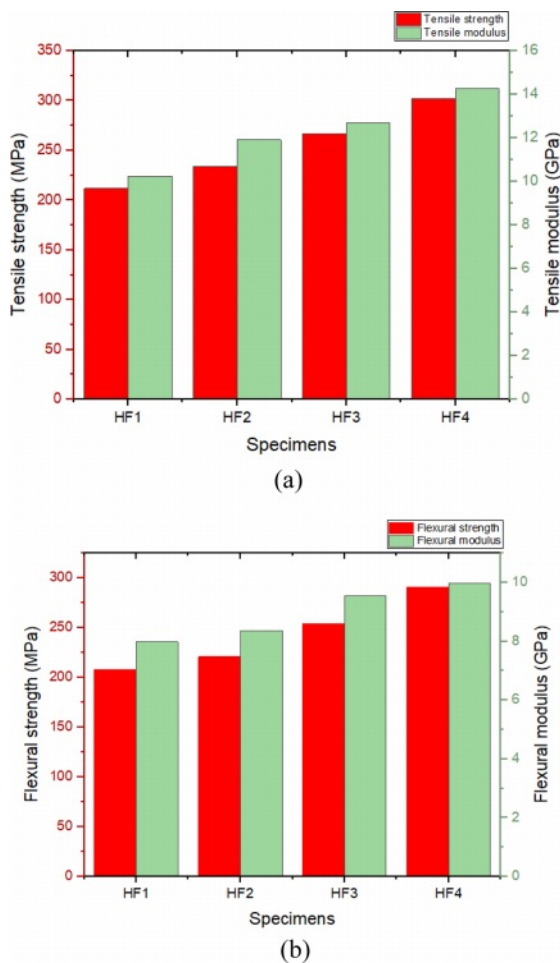 Tensile strength
Tensile modulus
350
300
250
200
150
100
50
0
Tensile strength (MPa)
16
14
12
10
8
6
4
2
0
Tensile modulus (GPa)
HF1 HF2 HF3 HF4
Specimens
(a)
Flexural strength
Flexural modulus
300
250
200
150
100
50
0
Flexural strength (MPa)
10
8
6
4
2
0
Flexural modulus (GPa)
HF1 HF2 HF3 HF4
Specimens
(b)